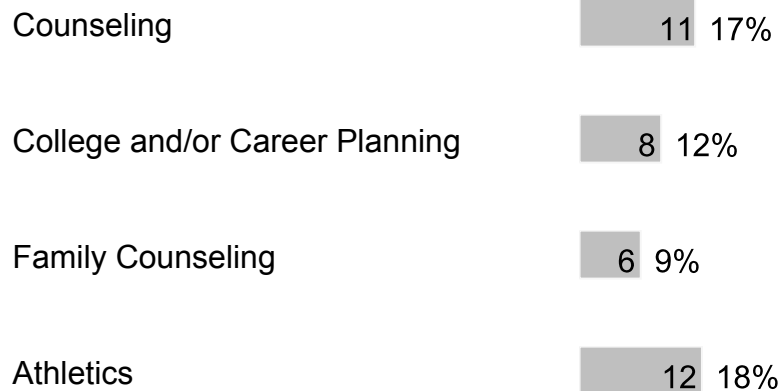 Counseling 11 17%
College and/or Career Planning 8 12%
Family Counseling 6 9%
Athletics 12 18%